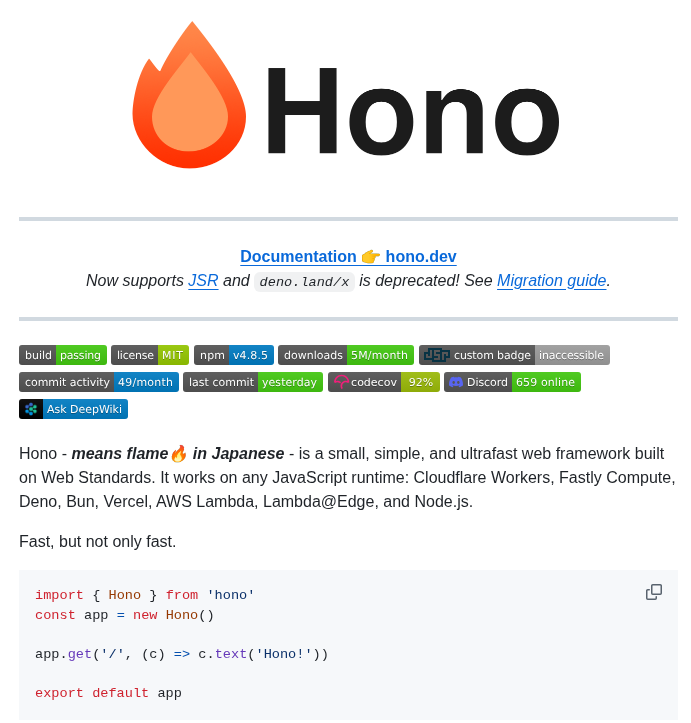 Hono
Documentation 👉 hono.dev
Now supports JSR and deno.land/x is deprecated! See Migration guide.
build passing license MIT npm v4.8.5 downloads 5M/month JSR custom badge inaccessible
commit activity 49/month last commit yesterday codecov 92% Discord 659 online
Ask DeepWiki
Hono - means flame🔥 in Japanese - is a small, simple, and ultrafast web framework built
on Web Standards. It works on any JavaScript runtime: Cloudflare Workers, Fastly Compute,
Deno, Bun, Vercel, AWS Lambda, Lambda@Edge, and Node.js.
Fast, but not only fast.
import { Hono } from 'hono'
const app = new Hono()
app.get('/', (c) => c.text('Hono!'))
export default app